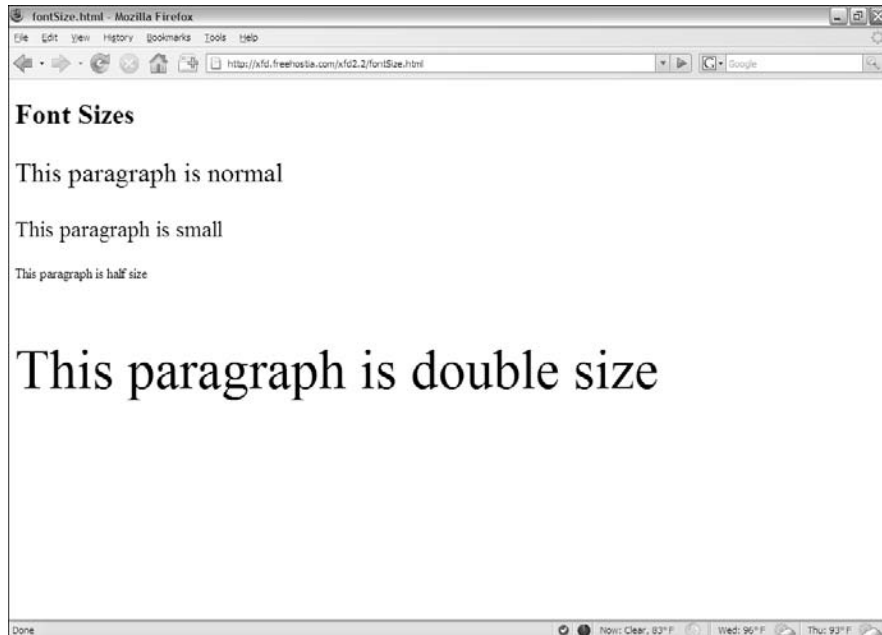 fontSize.html - Mozilla Firefox
File Edit View History Bookmarks Tools Help
http://xfd.freehostia.com/xfd2.2/fontSize.html
G Google
Font Sizes
This paragraph is normal
This paragraph is small
This paragraph is half size
This paragraph is double size
Done Now: Clear, 83° F Wed: 96° F Thu: 93° F